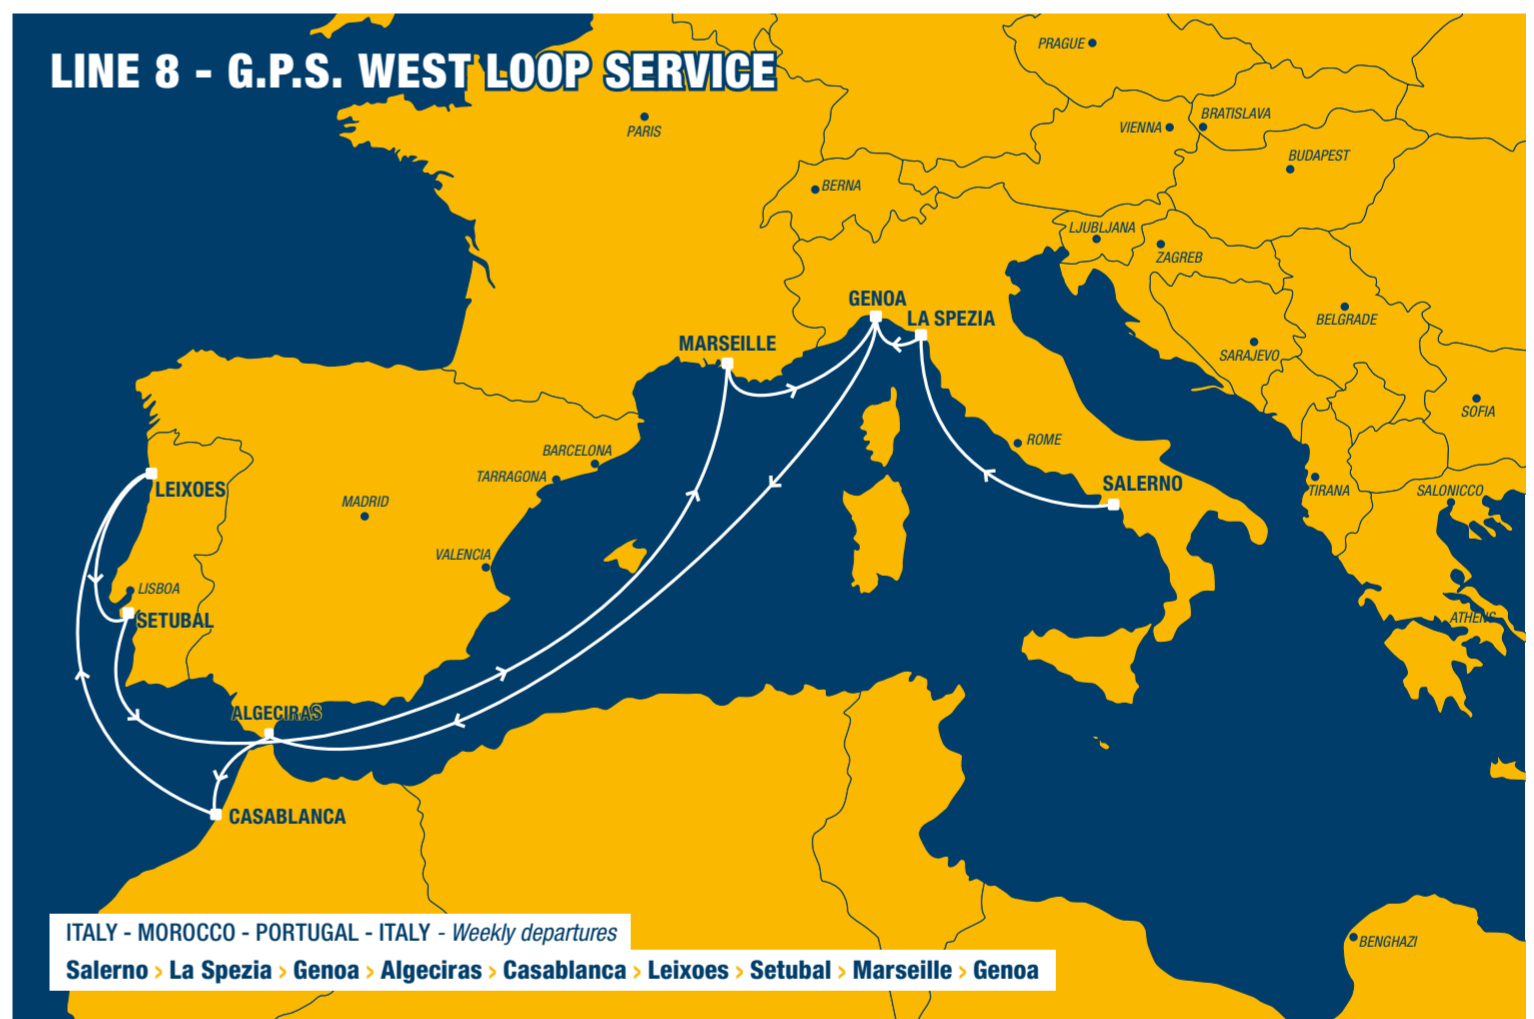 LINE 8 - G.P.S. WEST LOOP SERVICE
PRAGUE
PARIS
VIENNA
BRATISLAVA
BUDAPEST
BERNA
LJUBLJANA
ZAGREB
GENOA
LA SPEZIA
BELGRADE
MARSEILLE
SARAJEVO
SOFIA
ROME
BARCELONA
TARRAGONA
LEIXOES
SALERNO
TIRANA
SALONICCO
MADRID
VALENCIA
LISBOA
SETUBAL
ATHENS
ALGECIRAS
CASABLANCA
BENGHAZI
ITALY - MOROCCO - PORTUGAL - ITALY - Weekly departures
Salerno › La Spezia › Genoa › Algeciras › Casablanca › Leixoes › Setubal › Marseille › Genoa